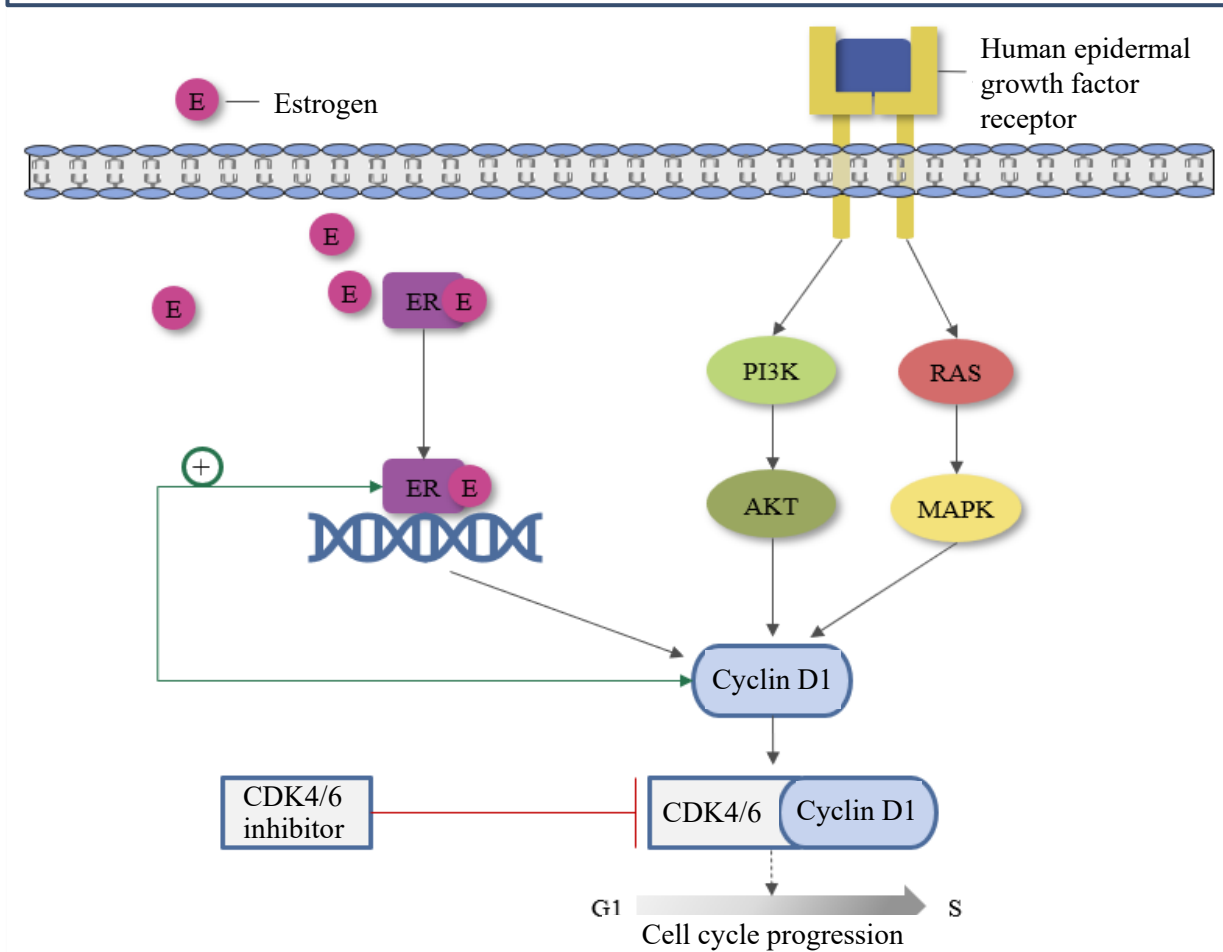 Human epidermal
growth factor
receptor
E
Estrogen
E
E
E
ER
E
PI3K
RAS
+
ER
E
AKT
MAPK
Cyclin D1
CDK4/6
inhibitor
CDK4/6
Cyclin D1
G1
S
Cell cycle progression